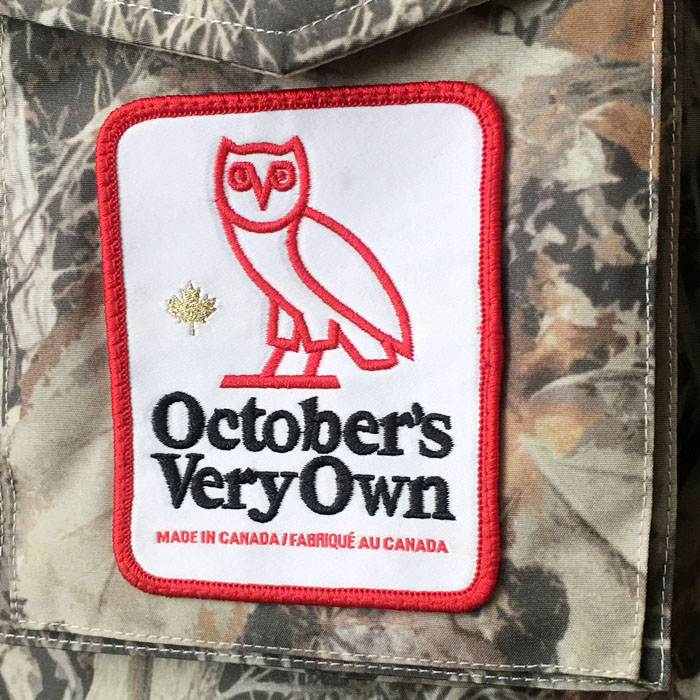 October's
Very Own
MADE IN CANADA / FABRIQUÉ AU CANADA